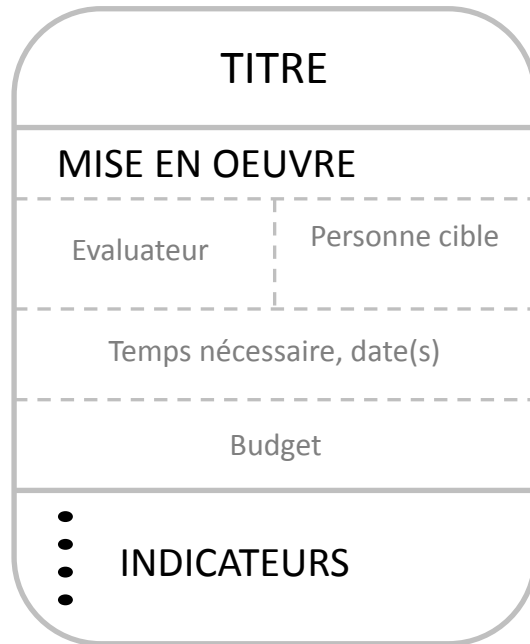 TITRE
MISE EN OEUVRE
Evaluateur
Personne cible
Temps nécessaire, date(s)
Budget
INDICATEURS